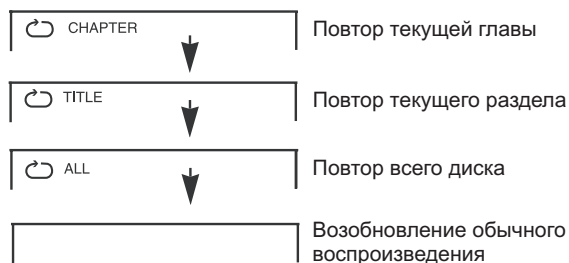 CHAPTER Повтор текущей главы
TITLE Повтор текущего раздела
ALL Повтор всего диска
Возобновление обычного
воспроизведения